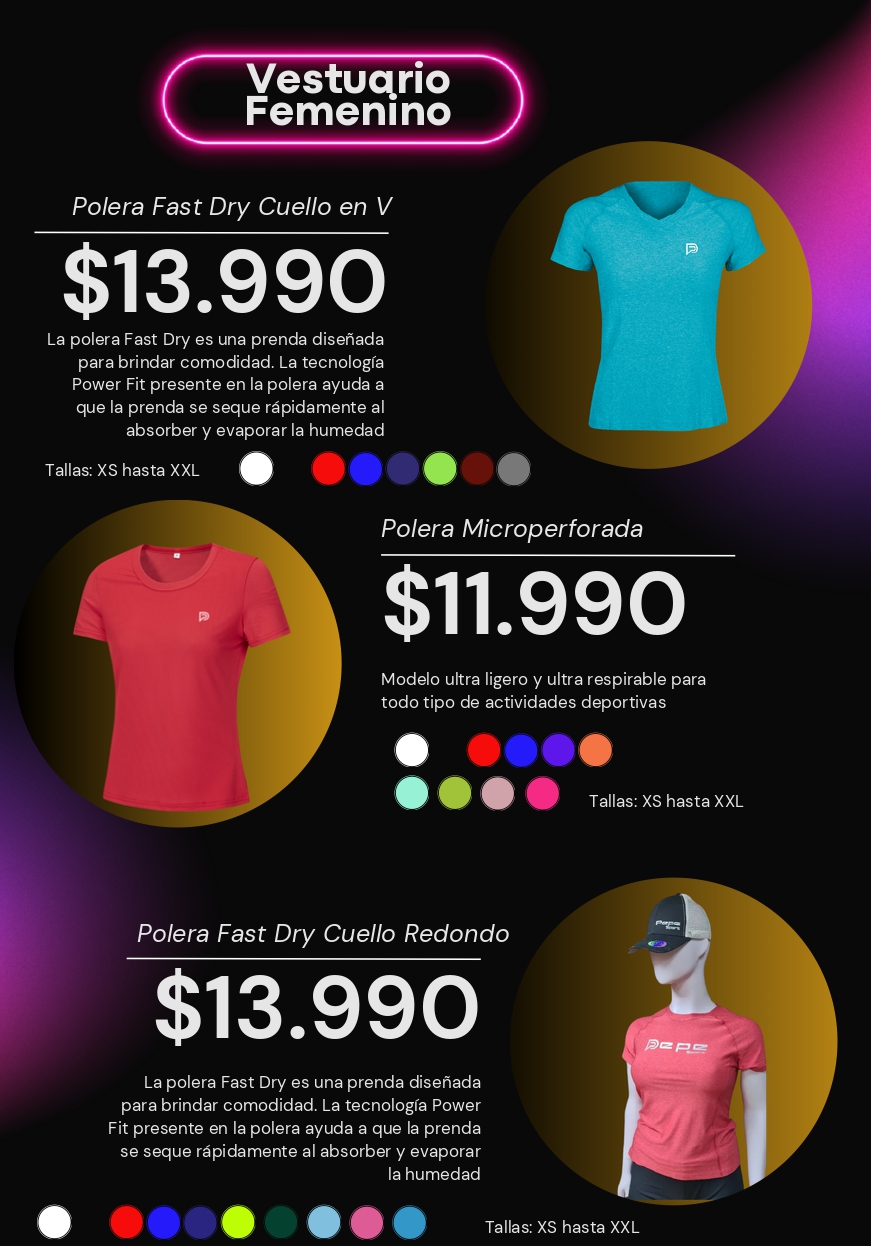 Vestuario
Femenino
Polera Fast Dry Cuello en V
$13.990
La polera Fast Dry es una prenda diseñada
para brindar comodidad. La tecnología
Power Fit presente en la polera ayuda a
que la prenda se seque rápidamente al
absorber y evaporar la humedad
Tallas: XS hasta XXL
Polera Microperforada
$11.990
Modelo ultra ligero y ultra respirable para
todo tipo de actividades deportivas
Tallas: XS hasta XXL
Polera Fast Dry Cuello Redondo
$13.990
La polera Fast Dry es una prenda diseñada
para brindar comodidad. La tecnología Power
Fit presente en la polera ayuda a que la prenda
se seque rápidamente al absorber y evaporar
la humedad
Pepe
Pepe
Tallas: XS hasta XXL